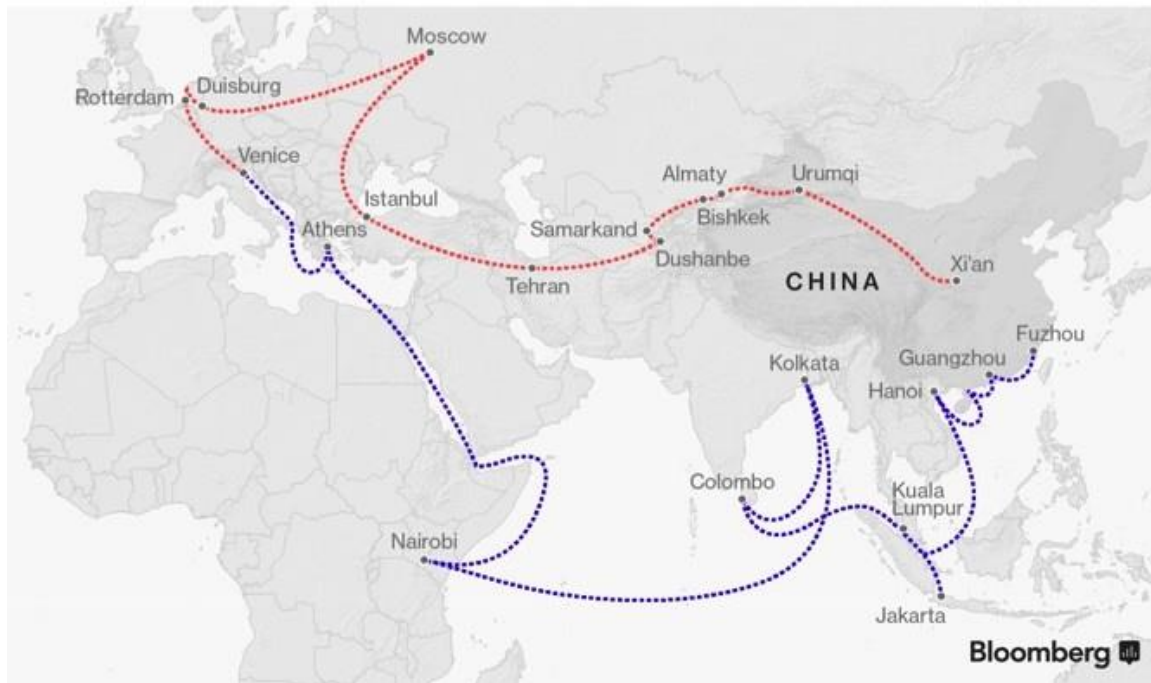 Moscow
Duisburg
Rotterdam
Venice
Almaty
Urumqi
Istanbul
Bishkek
Athens
Samarkand
Dushanbe
Xi'an
Tehran
CHINA
Fuzhou
Guangzhou
Kolkata
Hanoi
Colombo
Kuala
Lumpur
Nairobi
Jakarta
Bloomberg